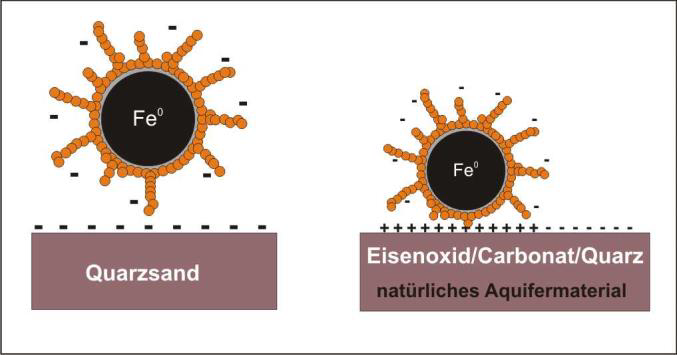 Fe⁰
Quarzsand
Fe⁰
Eisenoxid/Carbonat/Quarz
natürliches Aquifermaterial